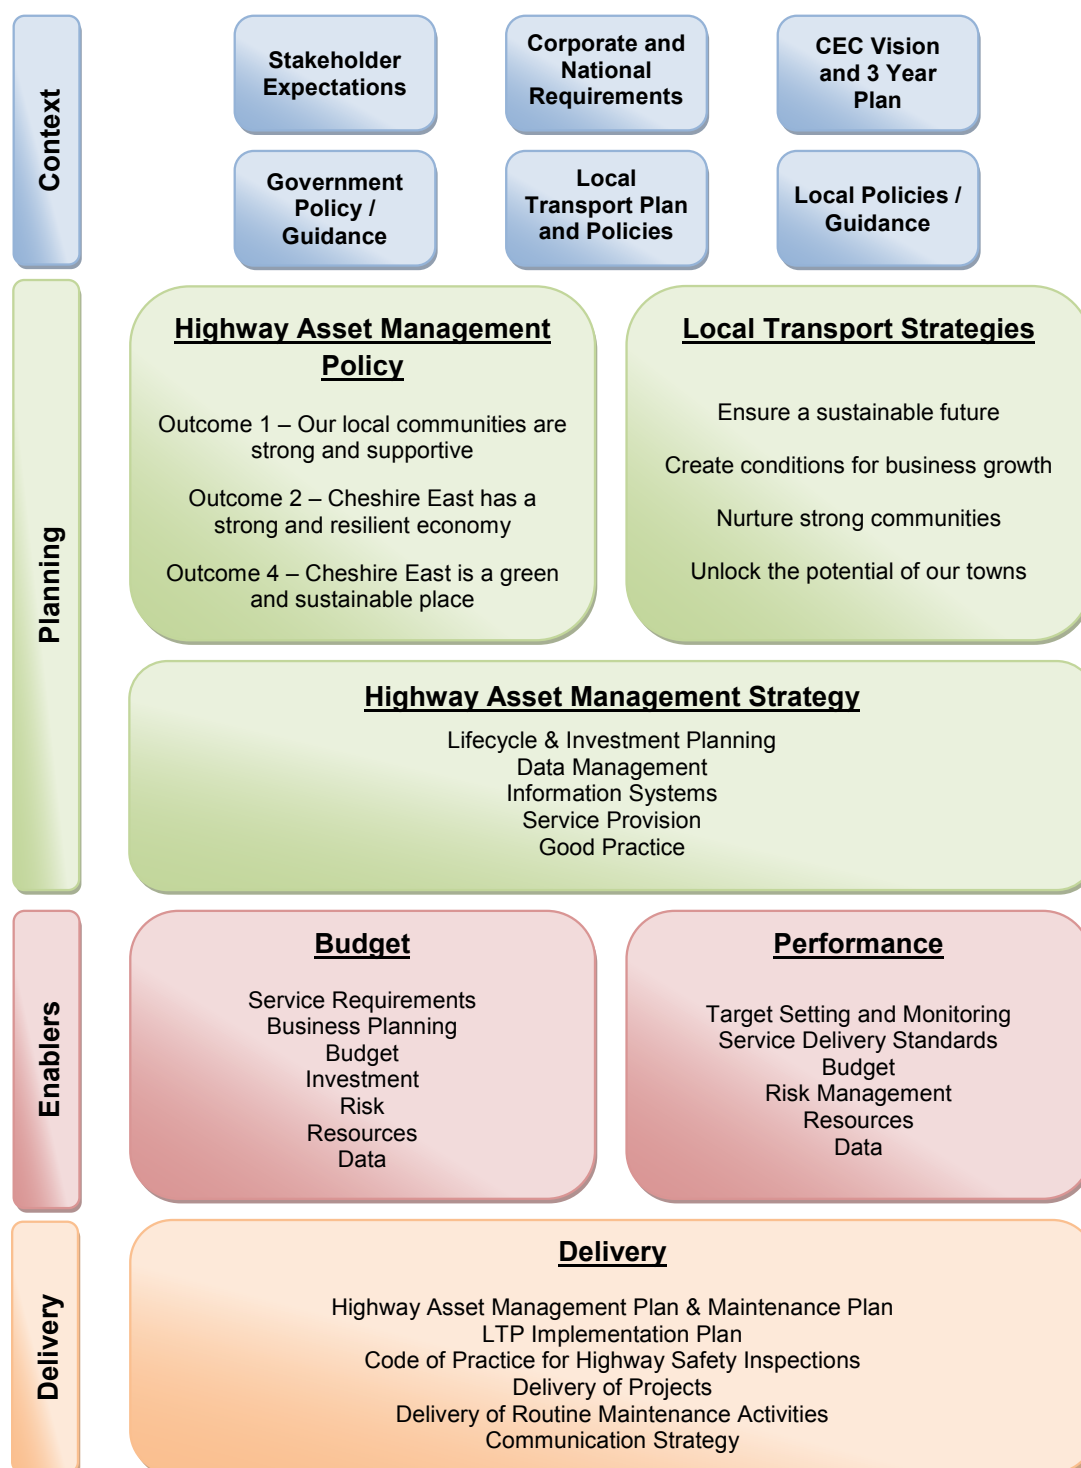 Context
Stakeholder
Expectations
Corporate and
National
Requirements
CEC Vision
and 3 Year
Plan
Government
Policy /
Guidance
Local
Transport Plan
and Policies
Local Policies /
Guidance
Planning
Highway Asset Management
Policy
Outcome 1 – Our local communities are
strong and supportive
Outcome 2 – Cheshire East has a
strong and resilient economy
Outcome 4 – Cheshire East is a green
and sustainable place
Local Transport Strategies
Ensure a sustainable future
Create conditions for business growth
Nurture strong communities
Unlock the potential of our towns
Highway Asset Management Strategy
Lifecycle & Investment Planning
Data Management
Information Systems
Service Provision
Good Practice
Enablers
Budget
Service Requirements
Business Planning
Budget
Investment
Risk
Resources
Data
Performance
Target Setting and Monitoring
Service Delivery Standards
Budget
Risk Management
Resources
Data
Delivery
Delivery
Highway Asset Management Plan & Maintenance Plan
LTP Implementation Plan
Code of Practice for Highway Safety Inspections
Delivery of Projects
Delivery of Routine Maintenance Activities
Communication Strategy